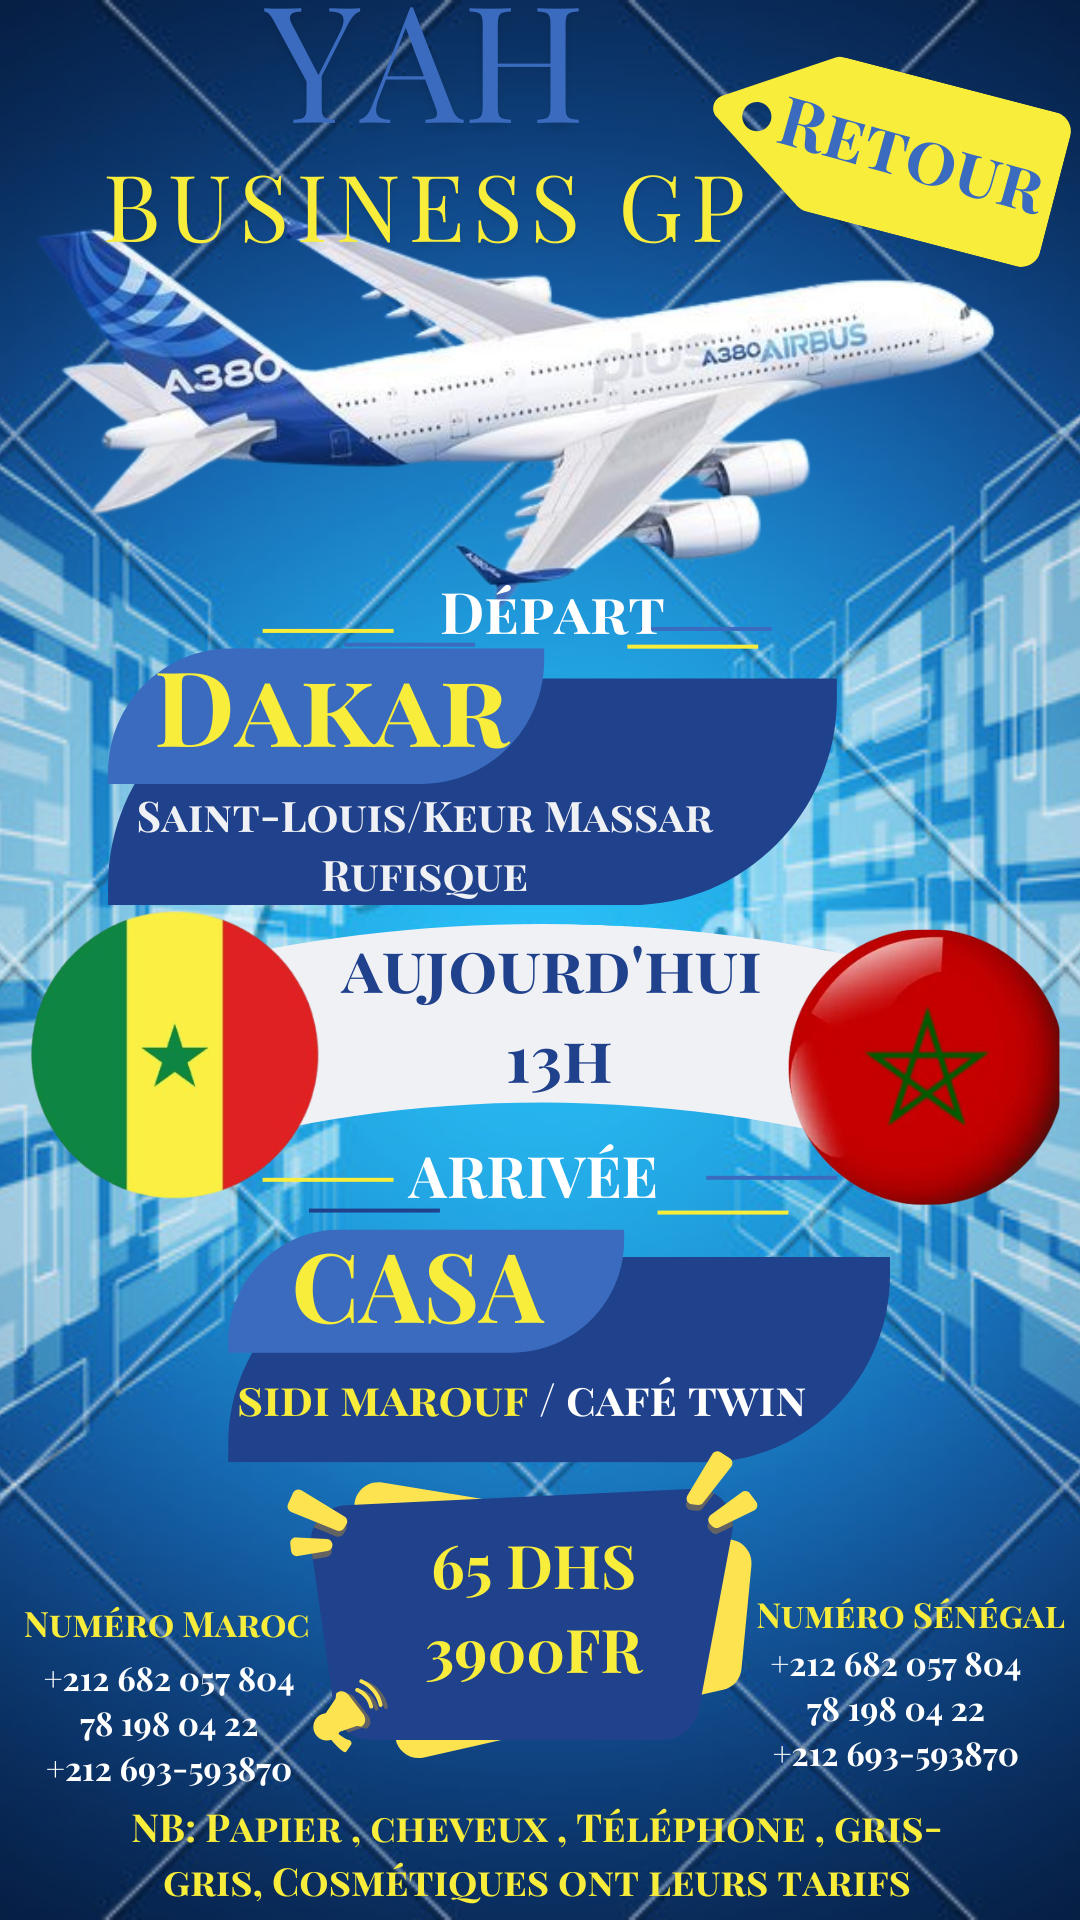 YAH
RETOUR
BUSINESS GP
A380
plus
A380 AIRBUS
DÉPART
DAKAR
SAINT-LOUIS/KEUR MASSAR
RUFISQUE
AUJOURD'HUI
13H
ARRIVÉE
CASA
SIDI MAROUF / CAFÉ TWIN
65 DHS
3900FR
NUMÉRO MAROC
+212 682 057 804
78 198 04 22
+212 693-593870
NUMÉRO SÉNÉGAL
+212 682 057 804
78 198 04 22
+212 693-593870
NB: PAPIER , CHEVEUX , TÉLÉPHONE , GRIS-
GRIS, COSMÉTIQUES ONT LEURS TARIFS